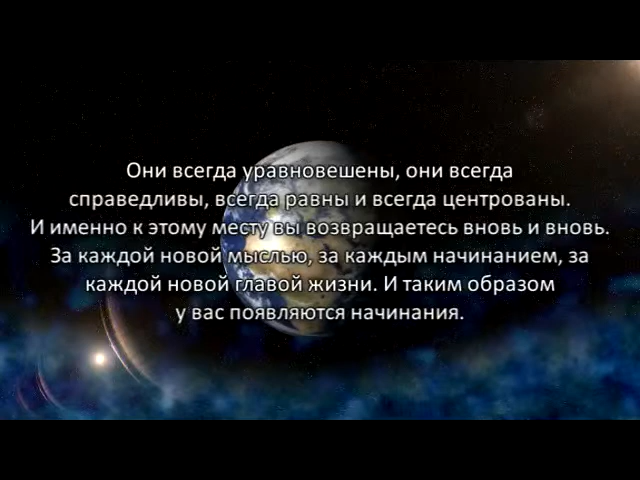 Они всегда уравновешены, они всегда
справедливы, всегда равны и всегда центрованы.
И именно к этому месту вы возвращаетесь вновь и вновь.
За каждой новой мыслью, за каждым начинанием, за
каждой новой главой жизни. И таким образом
у вас появляются начинания.